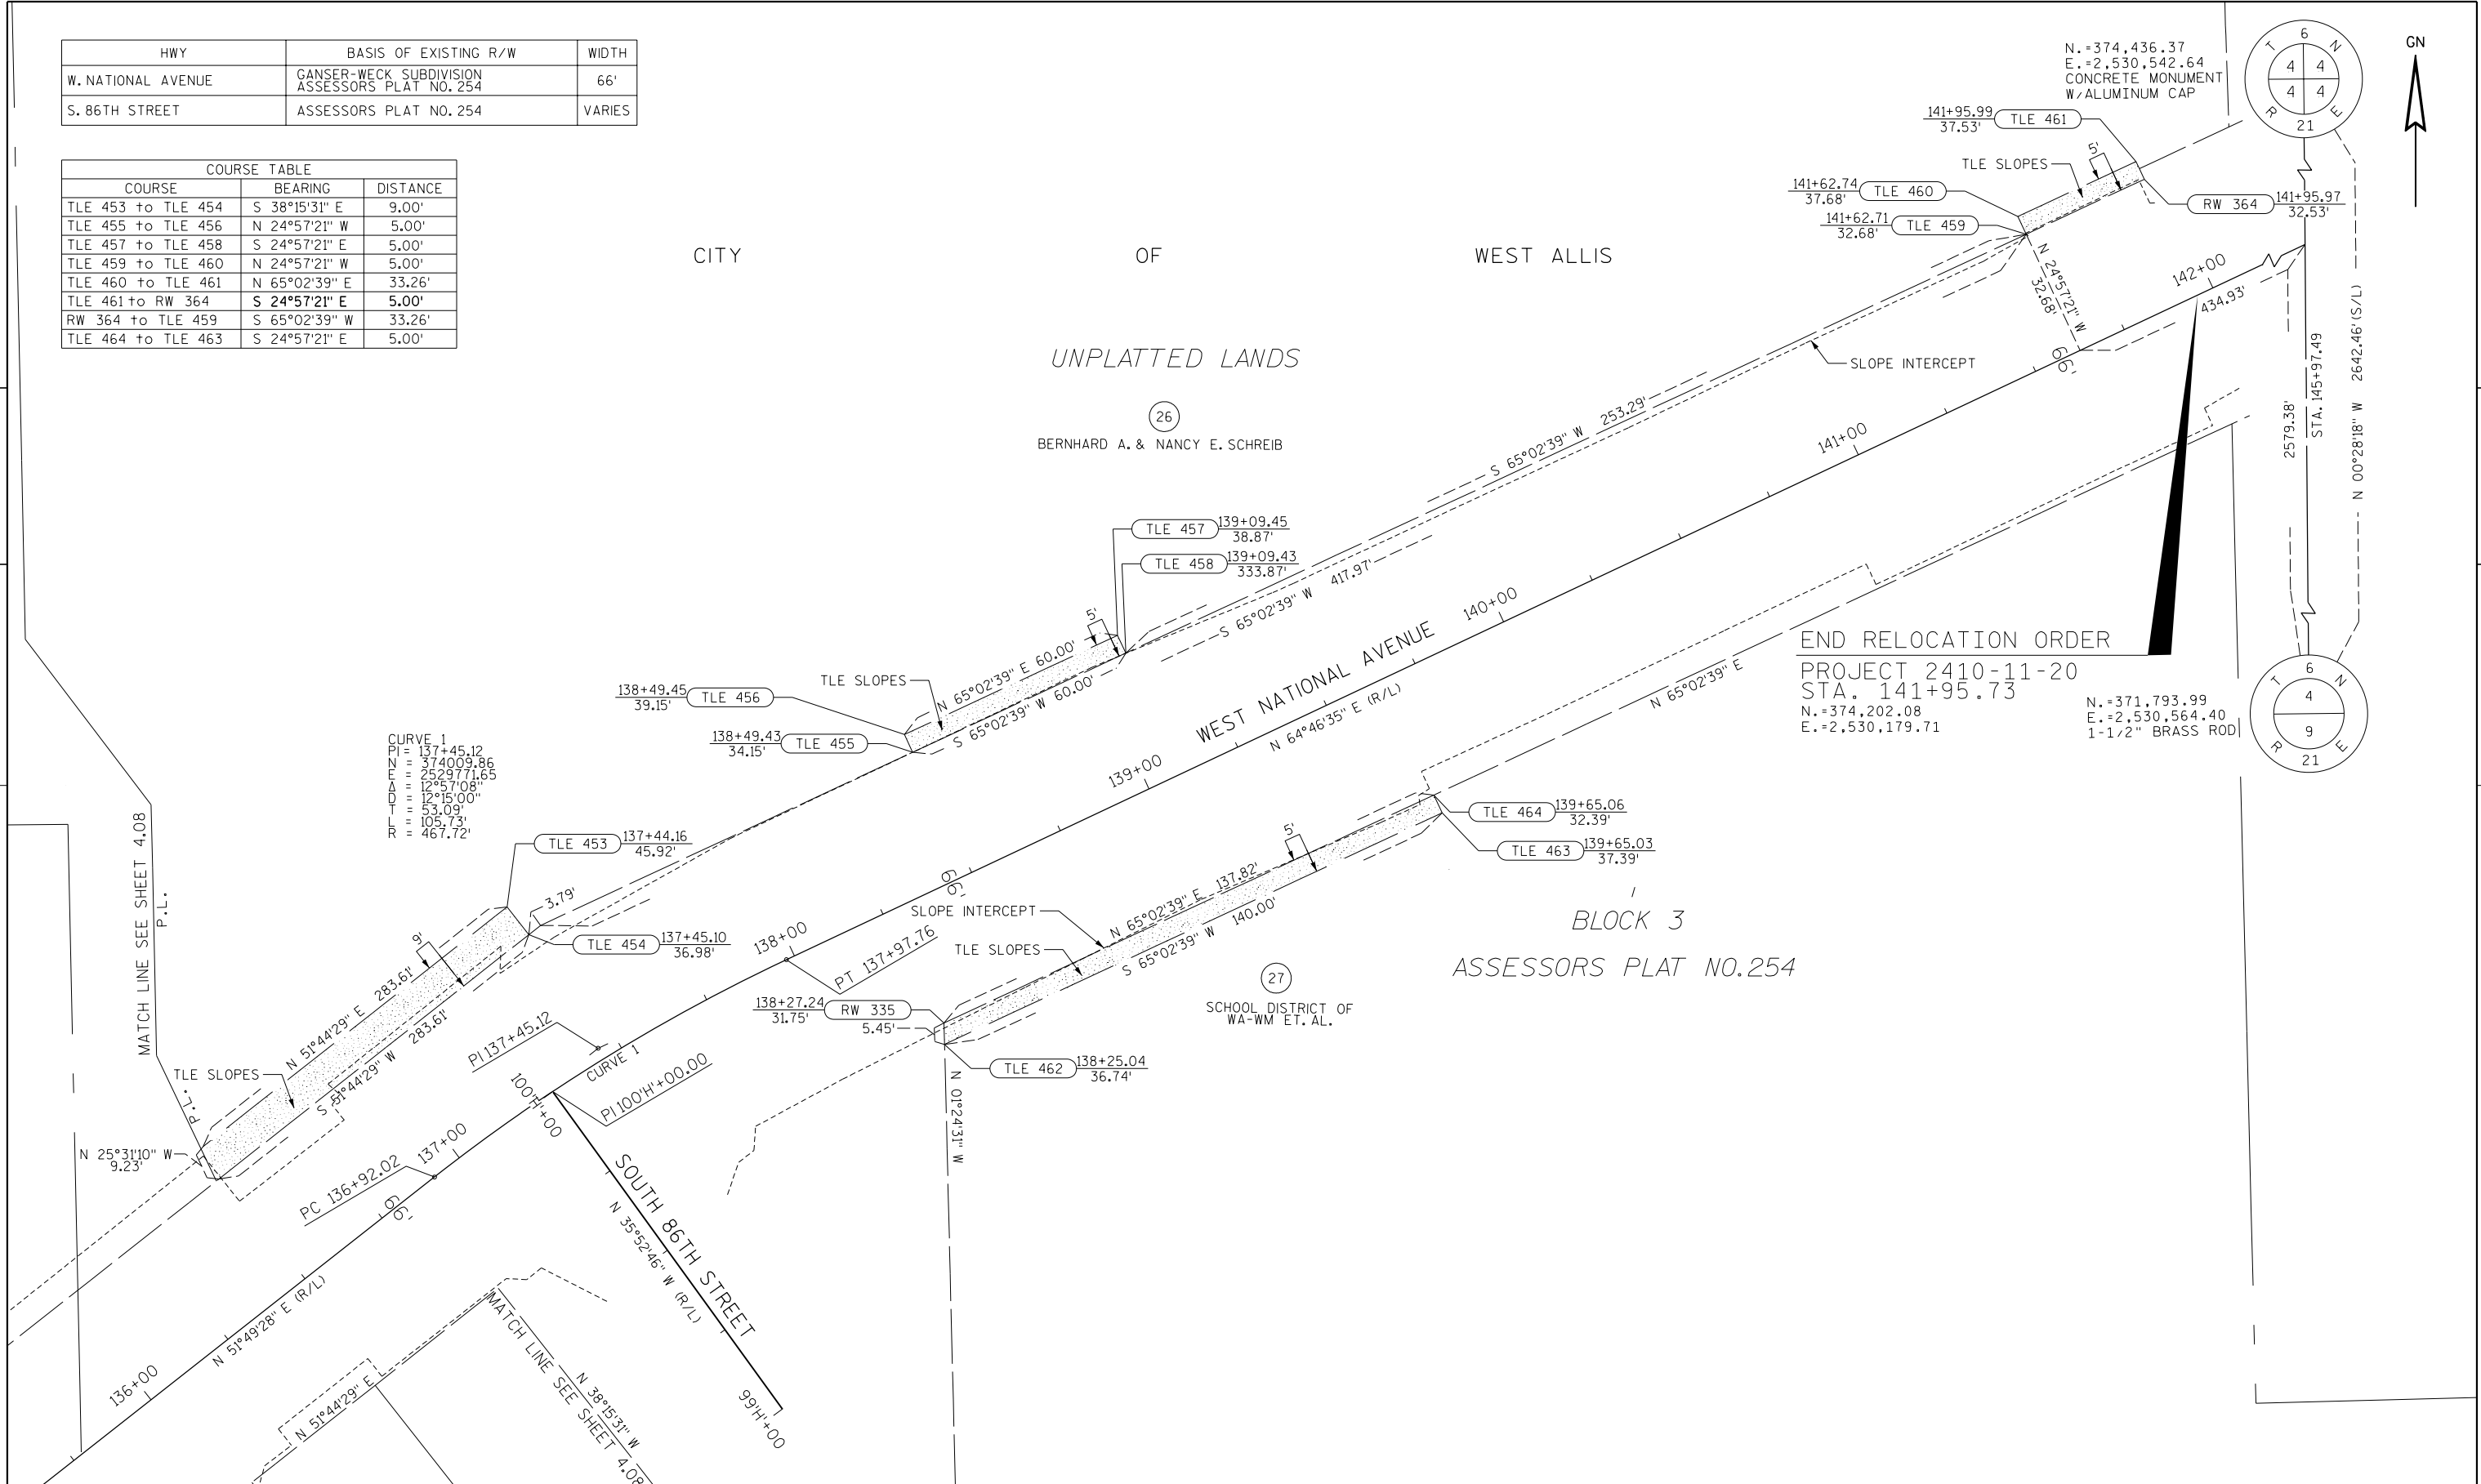 HWY BASIS OF EXISTING R/W WIDTH
W. NATIONAL AVENUE GANSER-WECK SUBDIVISION 66'
ASSESSORS PLAT NO. 254
S. 86TH STREET ASSESSORS PLAT NO. 254 VARIES
COURSE TABLE
COURSE BEARING DISTANCE
TLE 453 to TLE 454 S 38°15'31" E 9.00'
TLE 455 to TLE 456 N 24°57'21" W 5.00'
TLE 457 to TLE 458 S 24°57'21" E 5.00'
TLE 459 to TLE 460 N 24°57'21" W 5.00'
TLE 460 to TLE 461 N 65°02'39" E 33.26'
TLE 461 to RW 364 S 24°57'21" E 5.00'
RW 364 to TLE 459 S 65°02'39" W 33.26'
TLE 464 to TLE 463 S 24°57'21" E 5.00'
CITY OF WEST ALLIS
N.=374,436.37
E.=2,530,542.64
CONCRETE MONUMENT
W/ALUMINUM CAP
T 6 N
4 4
4 4
R 21 E
GN
141+95.99
37.53'
TLE 461
5'
TLE SLOPES
141+62.74
37.68'
TLE 460
141+62.71
32.68'
TLE 459
RW 364
141+95.97
32.53'
N 24°57'21" W
32.68'
142+00
434.93'
66'
STA. 145+97.49
2579.38'
N 00°28'18" W 2642.46' (S/L)
UNPLATTED LANDS
26
BERNHARD A. & NANCY E. SCHREIB
SLOPE INTERCEPT
S 65°02'39" W 253.29'
141+00
TLE 457
139+09.45
38.87'
TLE 458
139+09.43
333.87'
S 65°02'39" W 417.97'
140+00
5'
N 65°02'39" E 60.00'
S 65°02'39" W 60.00'
TLE SLOPES
138+49.45
39.15'
TLE 456
138+49.43
34.15'
TLE 455
WEST NATIONAL AVENUE
N 64°46'35" E (R/L)
N 65°02'39" E
139+00
END RELOCATION ORDER
PROJECT 2410-11-20
STA. 141+95.73
N.=374,202.08
E.=2,530,179.71
N.=371,793.99
E.=2,530,564.40
1-1/2" BRASS ROD
T 6 N
4
9
R 21 E
CURVE 1
PI = 137+45.12
N = 374009.86
E = 2529771.65
Δ = 12°57'08"
D = 12°15'00"
T = 53.09'
L = 105.73'
R = 467.72'
TLE 453
137+44.16
45.92'
3.79'
TLE 454
137+45.10
36.98'
9'
N 51°44'29" E 283.61'
S 51°44'29" W 283.61'
TLE SLOPES
MATCH LINE SEE SHEET 4.08
P.L.
P.L.
N 25°31'10" W
9.23'
66'
138+00
PT 137+97.76
TLE 464
139+65.06
32.39'
TLE 463
139+65.03
37.39'
5'
N 65°02'39" E 137.82'
S 65°02'39" W 140.00'
SLOPE INTERCEPT
TLE SLOPES
138+27.24
31.75'
RW 335
5.45'
TLE 462
138+25.04
36.74'
27
SCHOOL DISTRICT OF
WA-WM ET. AL.
BLOCK 3
ASSESSORS PLAT NO.254
PI 137+45.12
CURVE 1
PI 100'H'+00.00
100'H'+00
137+00
PC 136+92.02
66'
N 01°24'31" W
SOUTH 86TH STREET
N 35°52'46" W (R/L)
99'H'+00
N 51°49'28" E (R/L)
136+00
N 51°44'29" E
MATCH LINE SEE SHEET 4.08
N 38°15'31" W